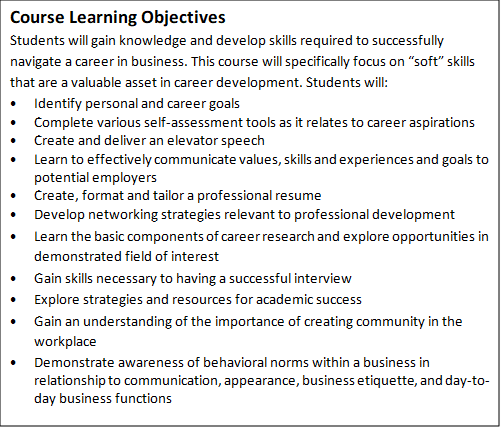 Course Learning Objectives
Students will gain knowledge and develop skills required to successfully
navigate a career in business. This course will specifically focus on “soft” skills
that are a valuable asset in career development. Students will:
• Identify personal and career goals
• Complete various self-assessment tools as it relates to career aspirations
• Create and deliver an elevator speech
• Learn to effectively communicate values, skills and experiences and goals to
potential employers
• Create, format and tailor a professional resume
• Develop networking strategies relevant to professional development
• Learn the basic components of career research and explore opportunities in
demonstrated field of interest
• Gain skills necessary to having a successful interview
• Explore strategies and resources for academic success
• Gain an understanding of the importance of creating community in the
workplace
• Demonstrate awareness of behavioral norms within a business in
relationship to communication, appearance, business etiquette, and day-to-
day business functions